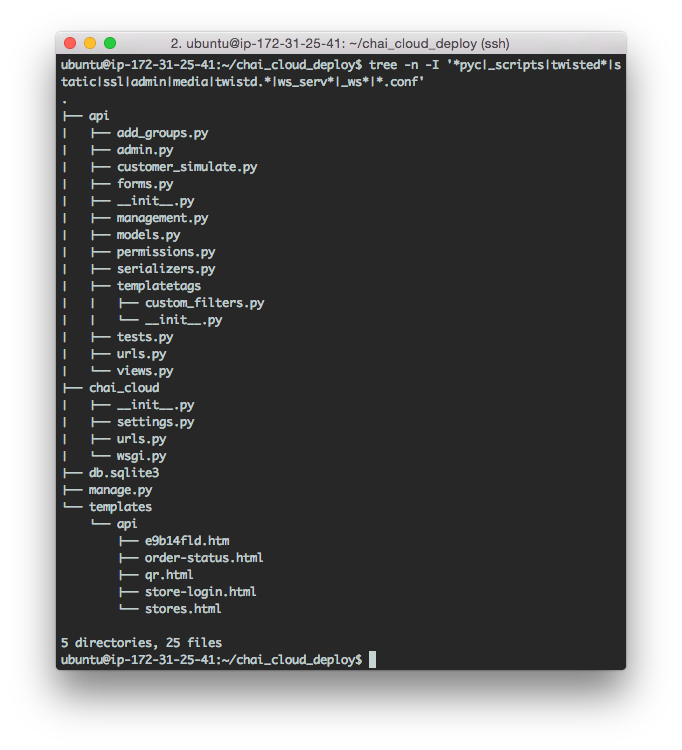 2. ubuntu@ip-172-31-25-41: ~/chai_cloud_deploy (ssh)
ubuntu@ip-172-31-25-41:~/chai_cloud_deploy$ tree -n -I '*pyc|_scripts|twisted*|s
tatic|ssl|admin|media|twistd.*|ws_serv*|_ws*|*.conf'
.
├── api
│   ├── add_groups.py
│   ├── admin.py
│   ├── customer_simulate.py
│   ├── forms.py
│   ├── __init__.py
│   ├── management.py
│   ├── models.py
│   ├── permissions.py
│   ├── serializers.py
│   ├── templatetags
│   │   ├── custom_filters.py
│   │   └── __init__.py
│   ├── tests.py
│   ├── urls.py
│   └── views.py
├── chai_cloud
│   ├── __init__.py
│   ├── settings.py
│   ├── urls.py
│   └── wsgi.py
├── db.sqlite3
├── manage.py
└── templates
    └── api
        ├── e9b14fld.htm
        ├── order-status.html
        ├── qr.html
        ├── store-login.html
        └── stores.html
5 directories, 25 files
ubuntu@ip-172-31-25-41:~/chai_cloud_deploy$